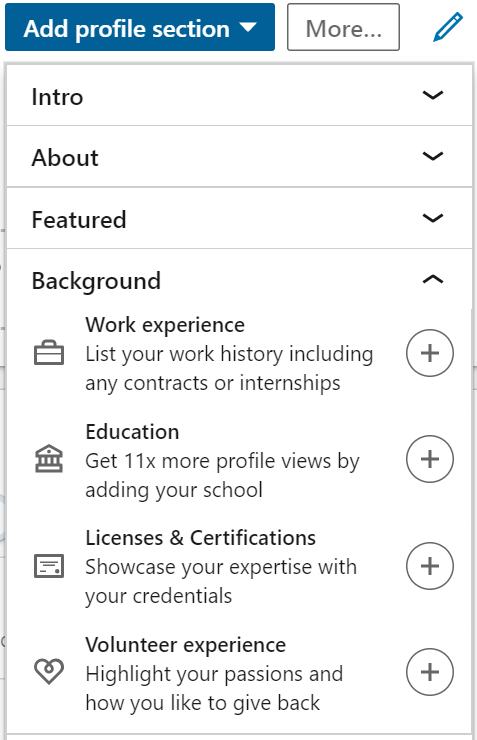 Add profile section
More...
Intro
About
Featured
Background
Work experience
List your work history including
any contracts or internships
Education
Get 11x more profile views by
adding your school
Licenses & Certifications
Showcase your expertise with
your credentials
Volunteer experience
Highlight your passions and
how you like to give back